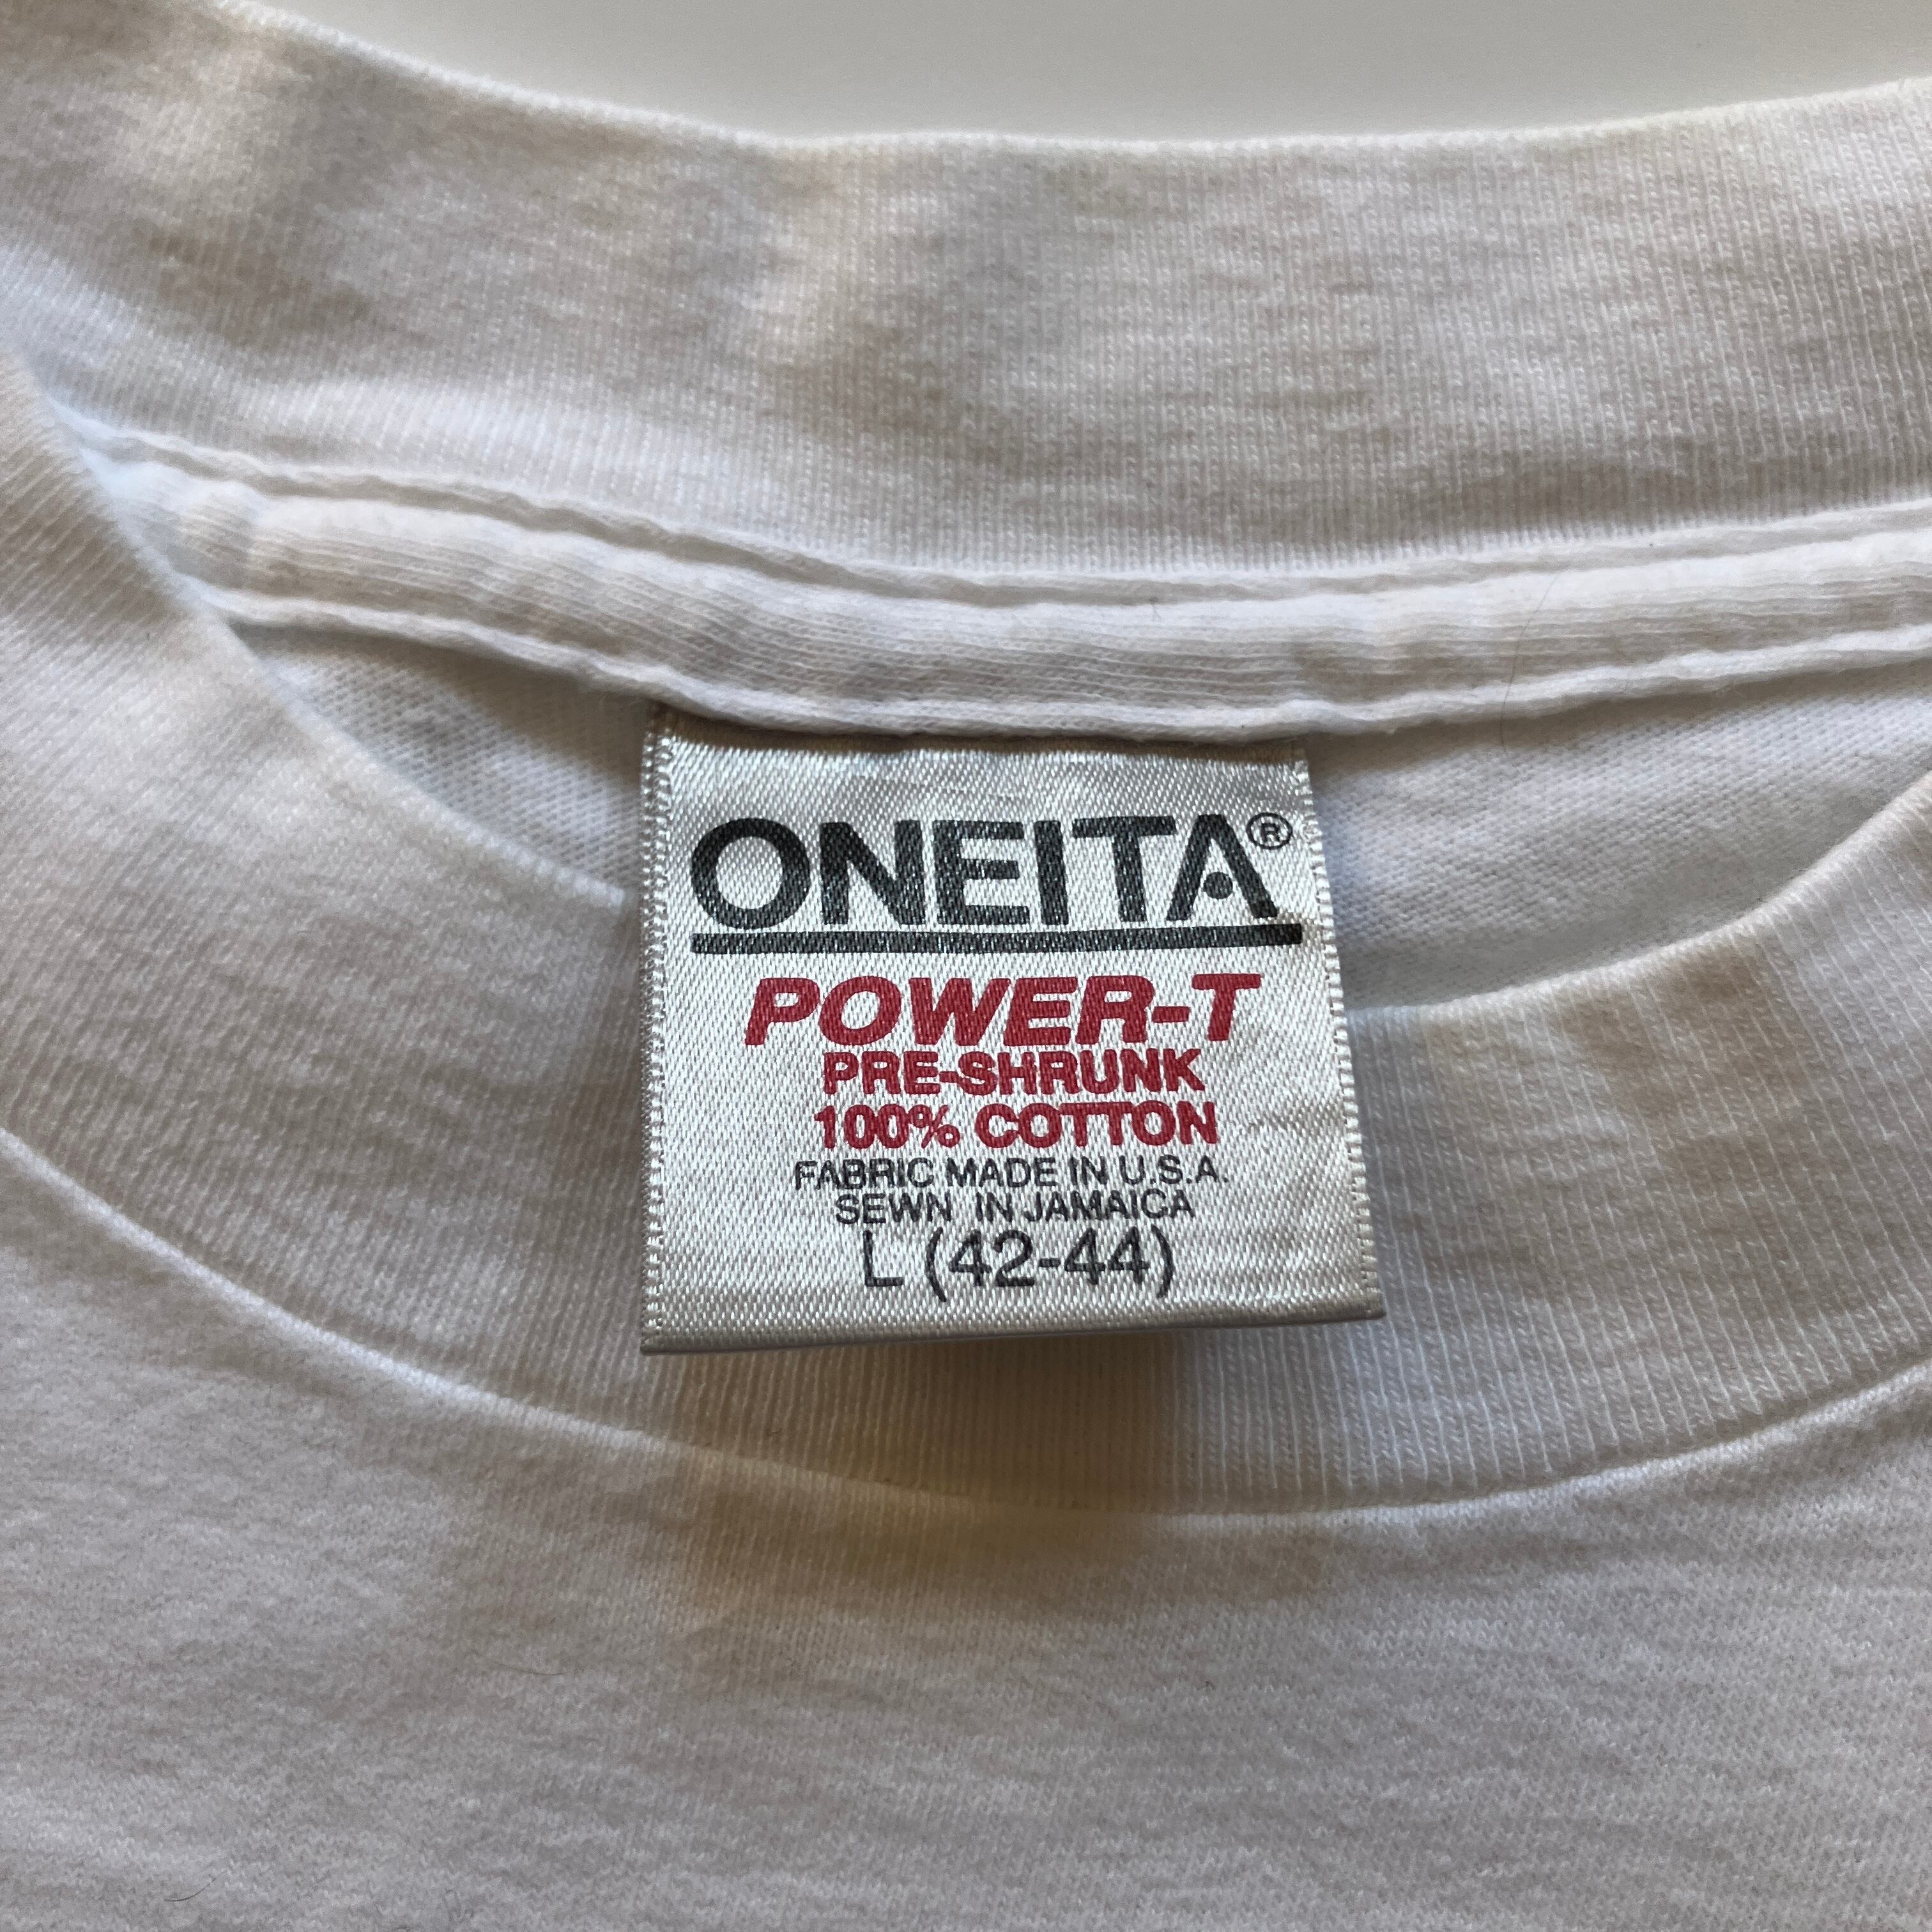 ONEITA®
POWER-T
PRE-SHRUNK
100% COTTON
FABRIC MADE IN U.S.A.
SEWN IN JAMAICA
L (42-44)